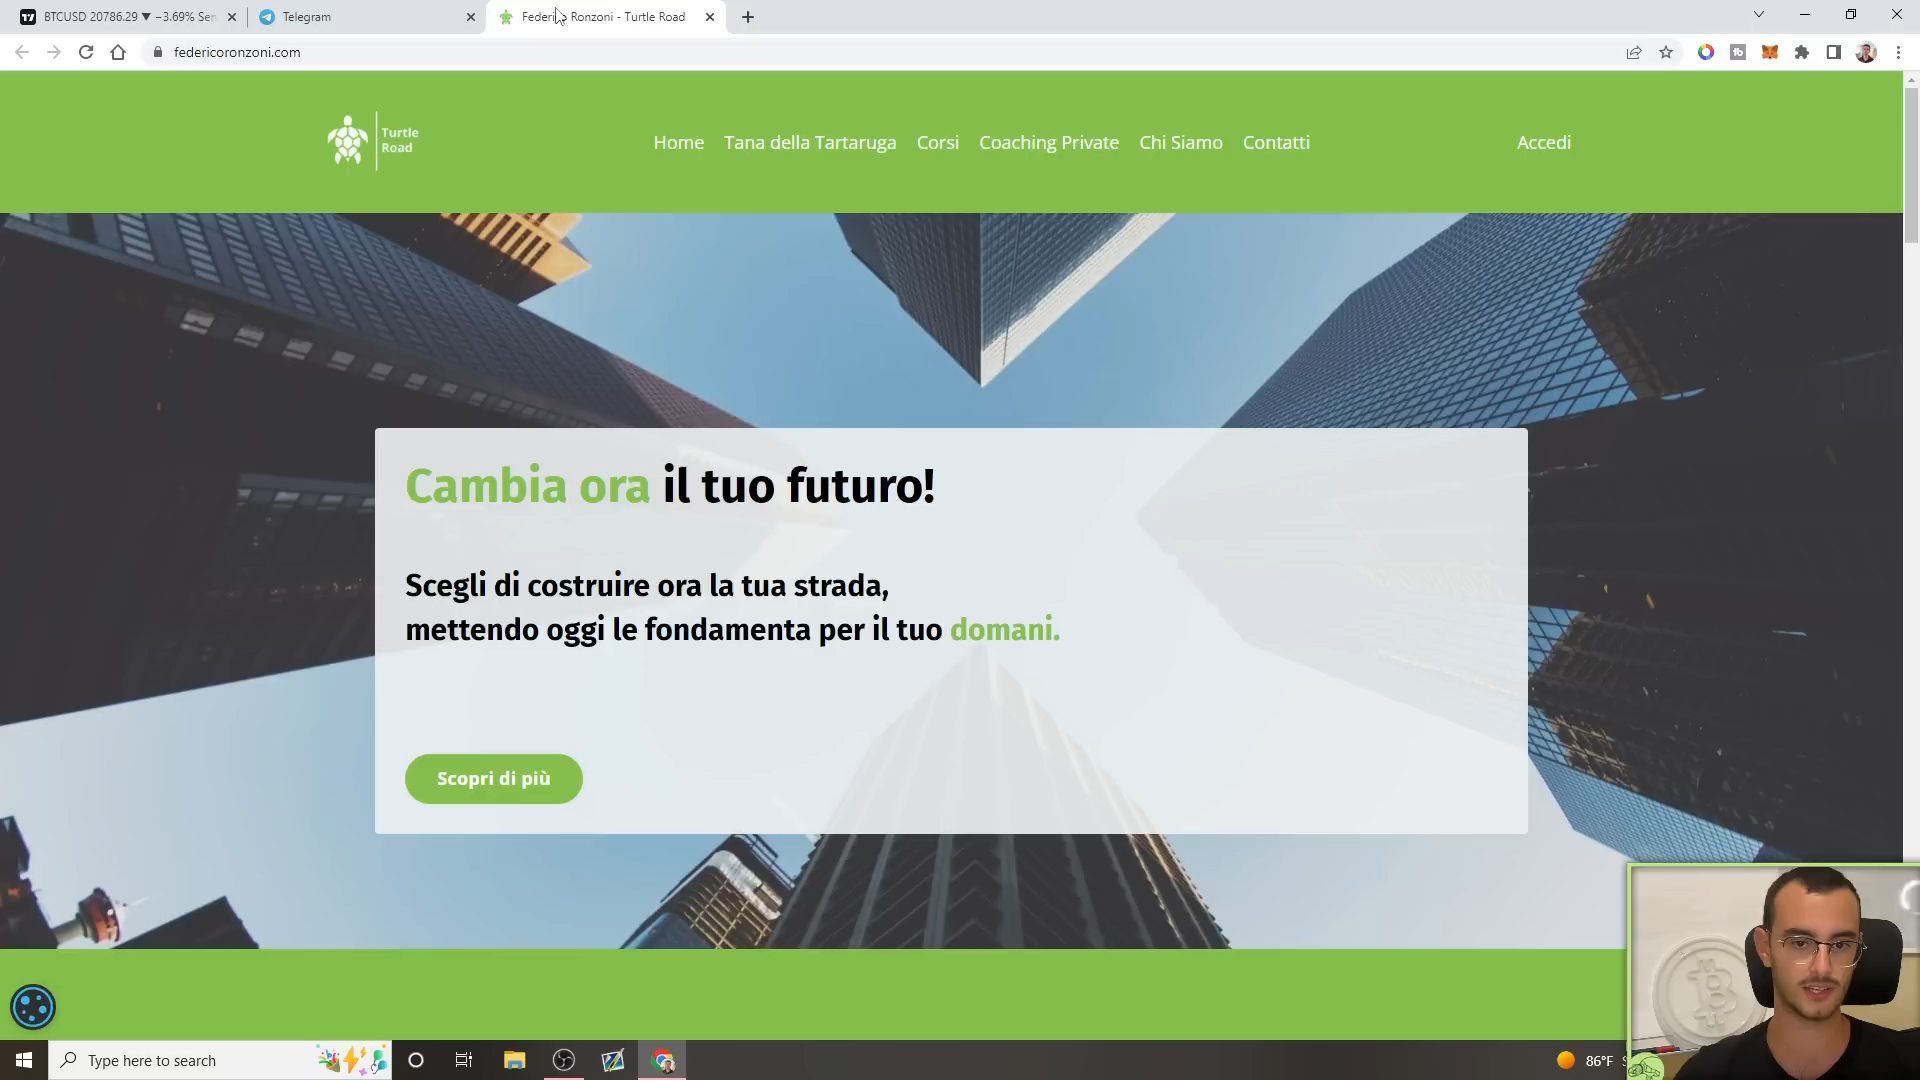 BTCUSD 20786.29 ▼ −3.69% Sen
Telegram
Federico Ronzoni - Turtle Road
federicoronzoni.com
Turtle
Road
Home
Tana della Tartaruga
Corsi
Coaching Private
Chi Siamo
Contatti
Accedi
Cambia ora il tuo futuro!
Scegli di costruire ora la tua strada,
mettendo oggi le fondamenta per il tuo domani.
Scopri di più
Type here to search
86°F